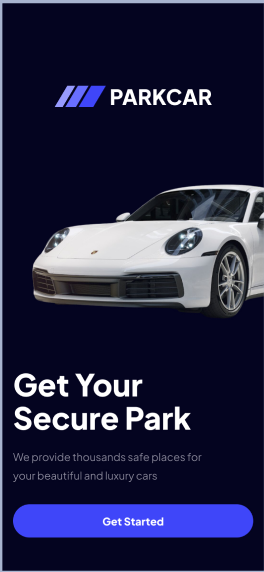 PARKCAR
Get Your
Secure Park
We provide thousands safe places for
your beautiful and luxury cars
Get Started